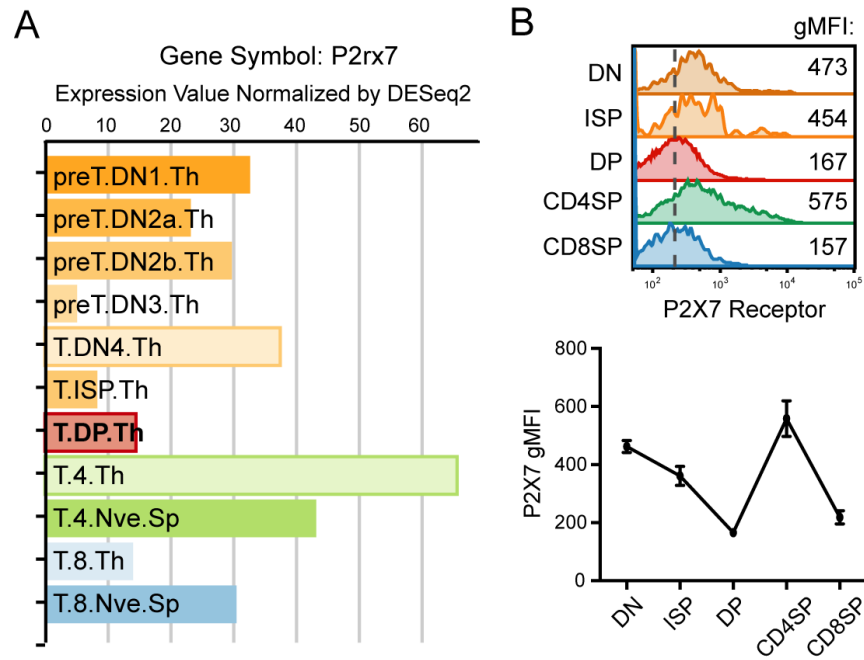 A
Gene Symbol: P2rx7
Expression Value Normalized by DESeq2
0 10 20 30 40 50 60
preT.DN1.Th
preT.DN2a.Th
preT.DN2b.Th
preT.DN3.Th
T.DN4.Th
T.ISP.Th
T.DP.Th
T.4.Th
T.4.Nve.Sp
T.8.Th
T.8.Nve.Sp
B
gMFI:
DN 473
ISP 454
DP 167
CD4SP 575
CD8SP 157
10² 10³ 10⁴ 10⁵
P2X7 Receptor
P2X7 gMFI
800
600
400
200
0
DN ISP DP CD4SP CD8SP